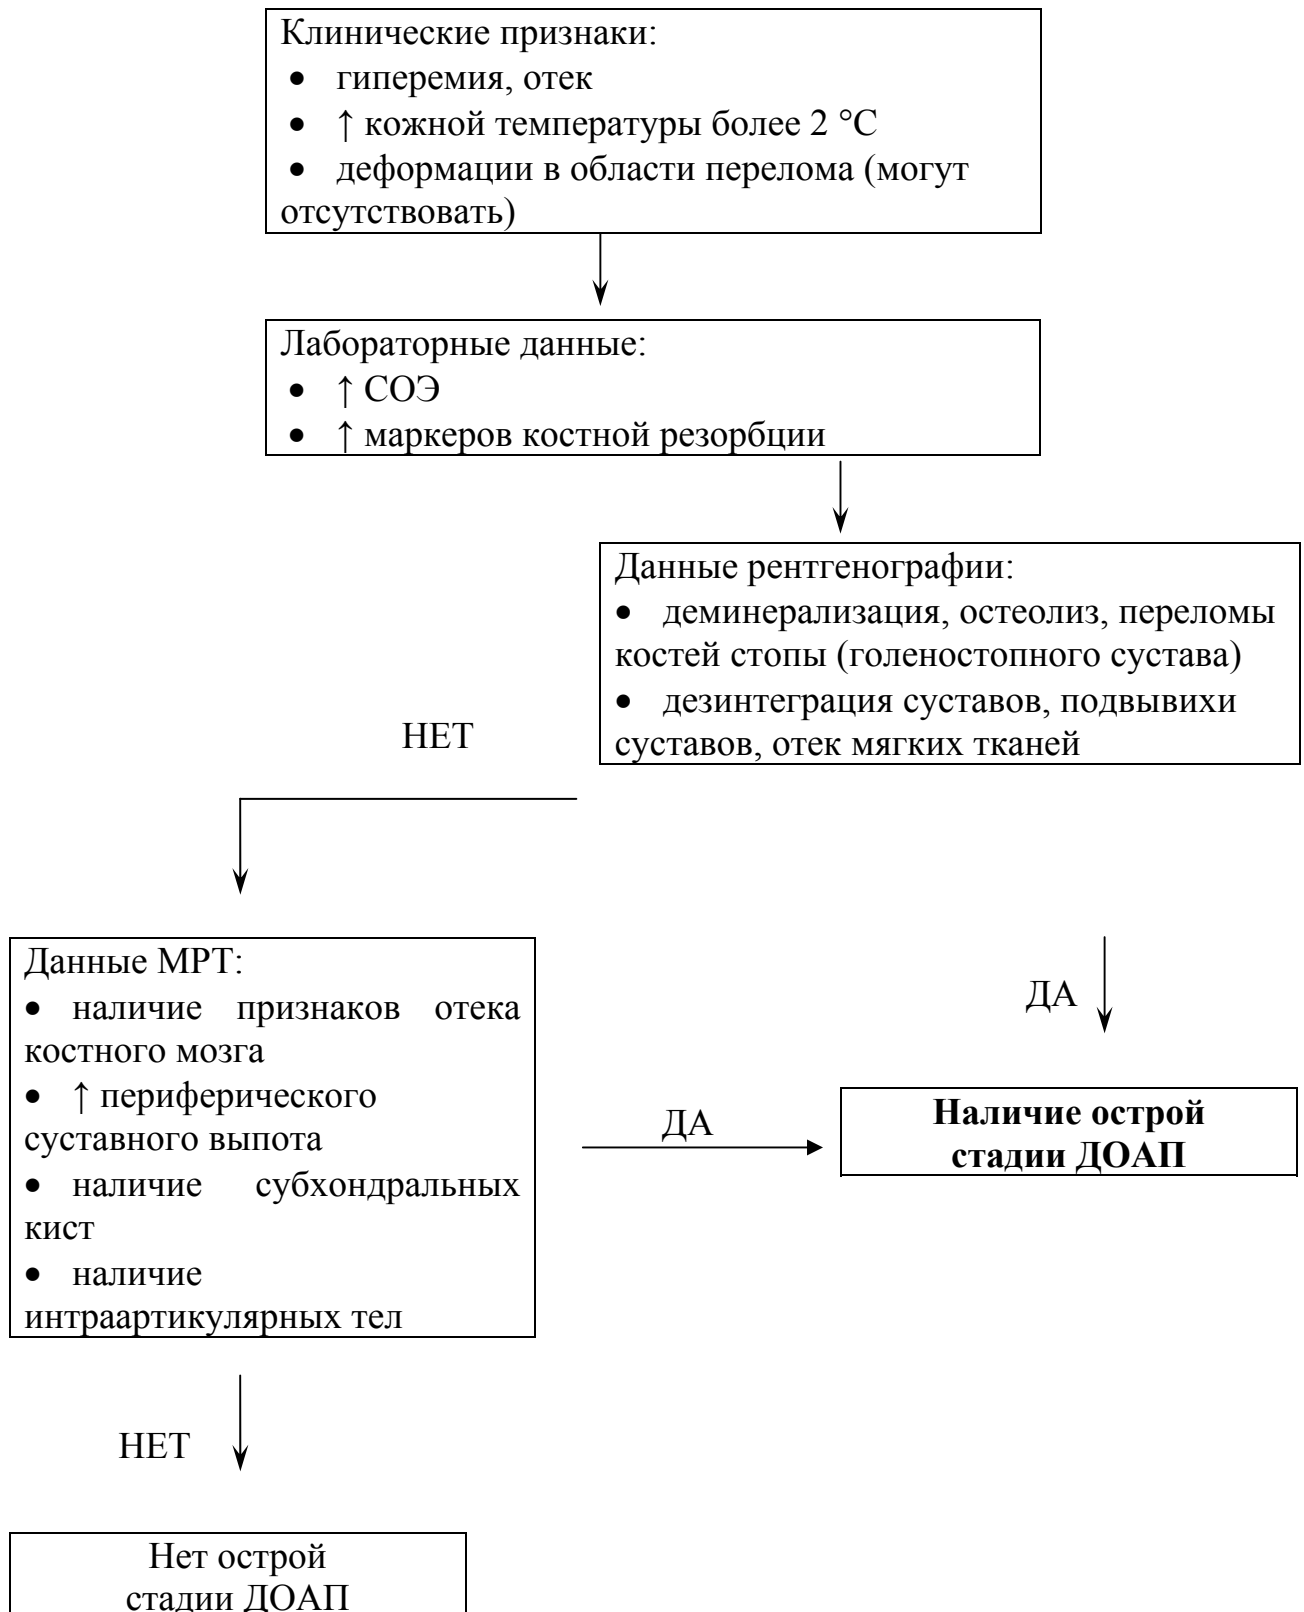 Клинические признаки:
• гиперемия, отек
• ↑ кожной температуры более 2 °С
• деформации в области перелома (могут
отсутствовать)
Лабораторные данные:
• ↑ СОЭ
• ↑ маркеров костной резорбции
Данные рентгенографии:
• деминерализация, остеолиз, переломы
костей стопы (голеностопного сустава)
• дезинтеграция суставов, подвывихи
суставов, отек мягких тканей
НЕТ
Данные МРТ:
• наличие признаков отека
костного мозга
• ↑ периферического
суставного выпота
• наличие субхондральных
кист
• наличие
интраартикулярных тел
ДА
ДА
Наличие острой
стадии ДОАП
НЕТ
Нет острой
стадии ДОАП